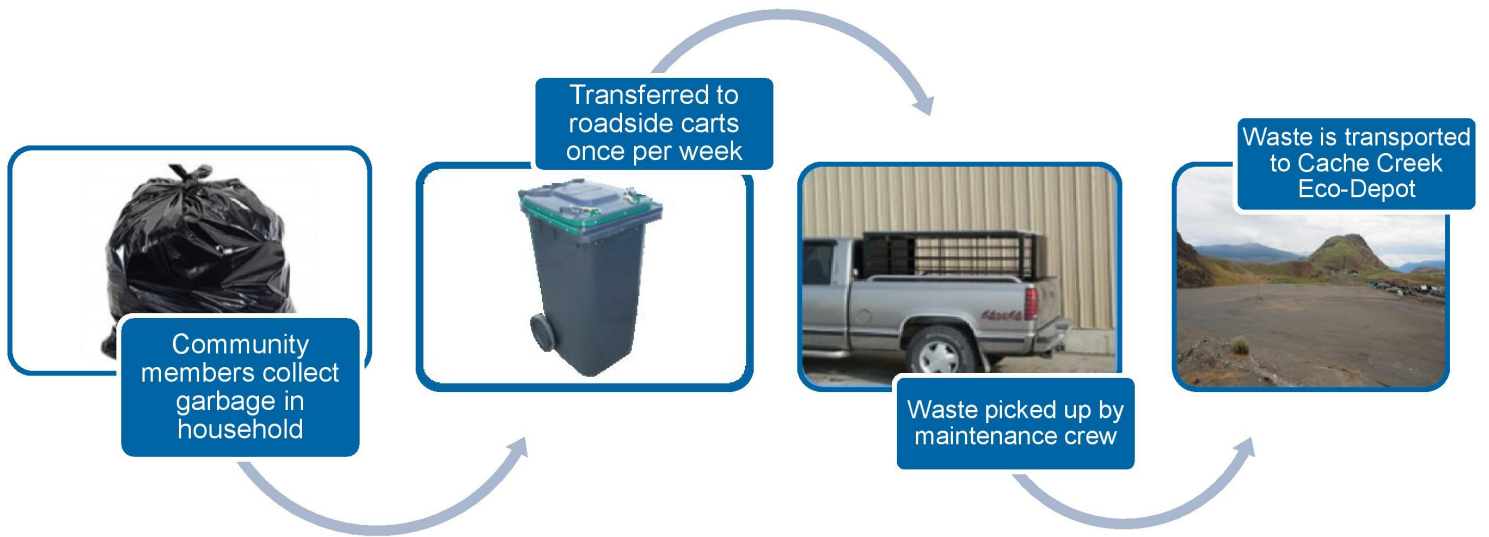 Community
members collect
garbage in
household
Transferred to
roadside carts
once per week
Waste picked up by
maintenance crew
Waste is transported
to Cache Creek
Eco-Depot